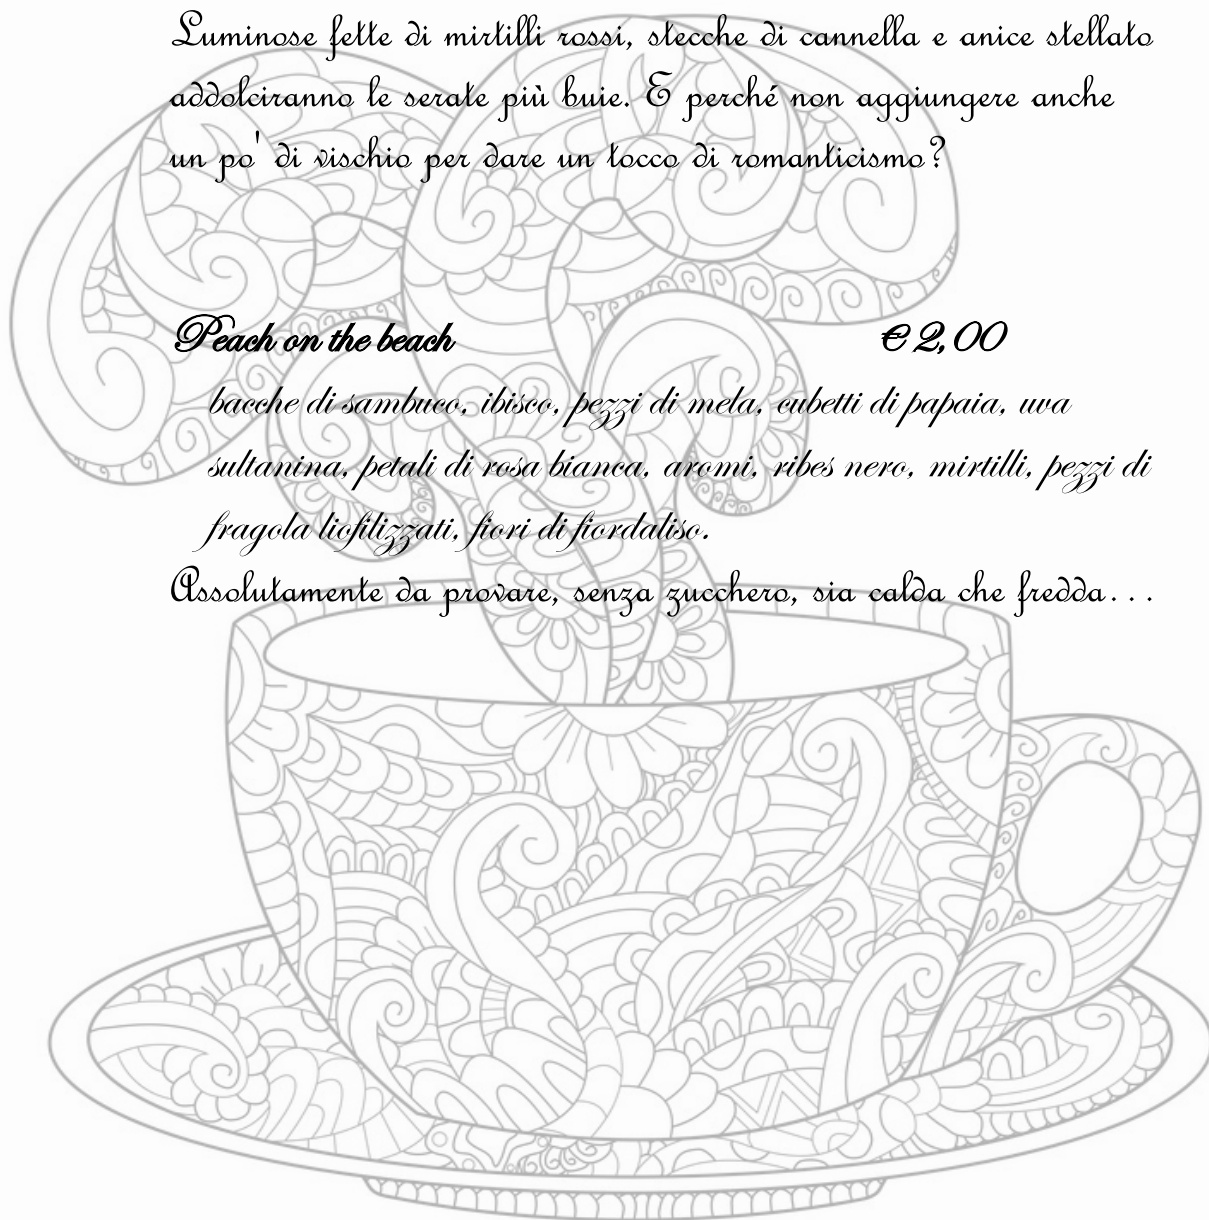 Luminose fette di mirtilli rossi, stecche di cannella e anice stellato
addolciranno le serate più buie. E perché non aggiungere anche
un po' di vischio per dare un tocco di romanticismo?
Peach on the beach €2,00
bacche di sambuco, ibisco, pezzi di mela, cubetti di papaia, uva
sultanina, petali di rosa bianca, aromi, ribes nero, mirtilli, pezzi di
fragola liofilizzati, fiori di fiordaliso.
Assolutamente da provare, senza zucchero, sia calda che fredda...